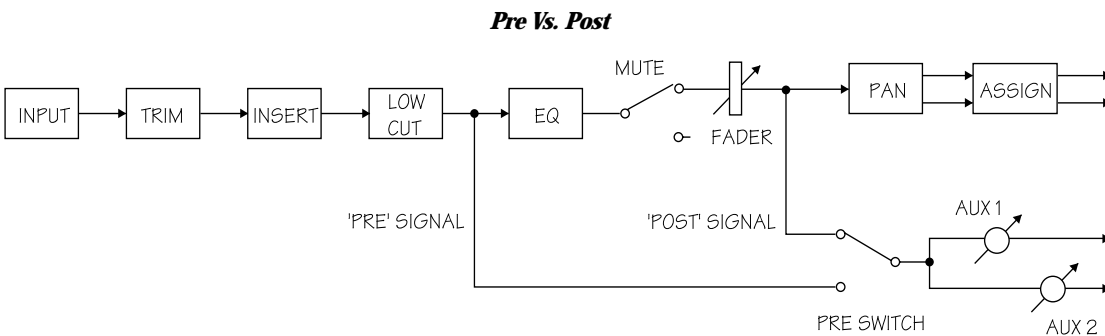 Pre Vs. Post
MUTE
INPUT
TRIM
INSERT
LOW
CUT
EQ
PAN
ASSIGN
FADER
'PRE' SIGNAL
'POST' SIGNAL
AUX 1
PRE SWITCH
AUX 2